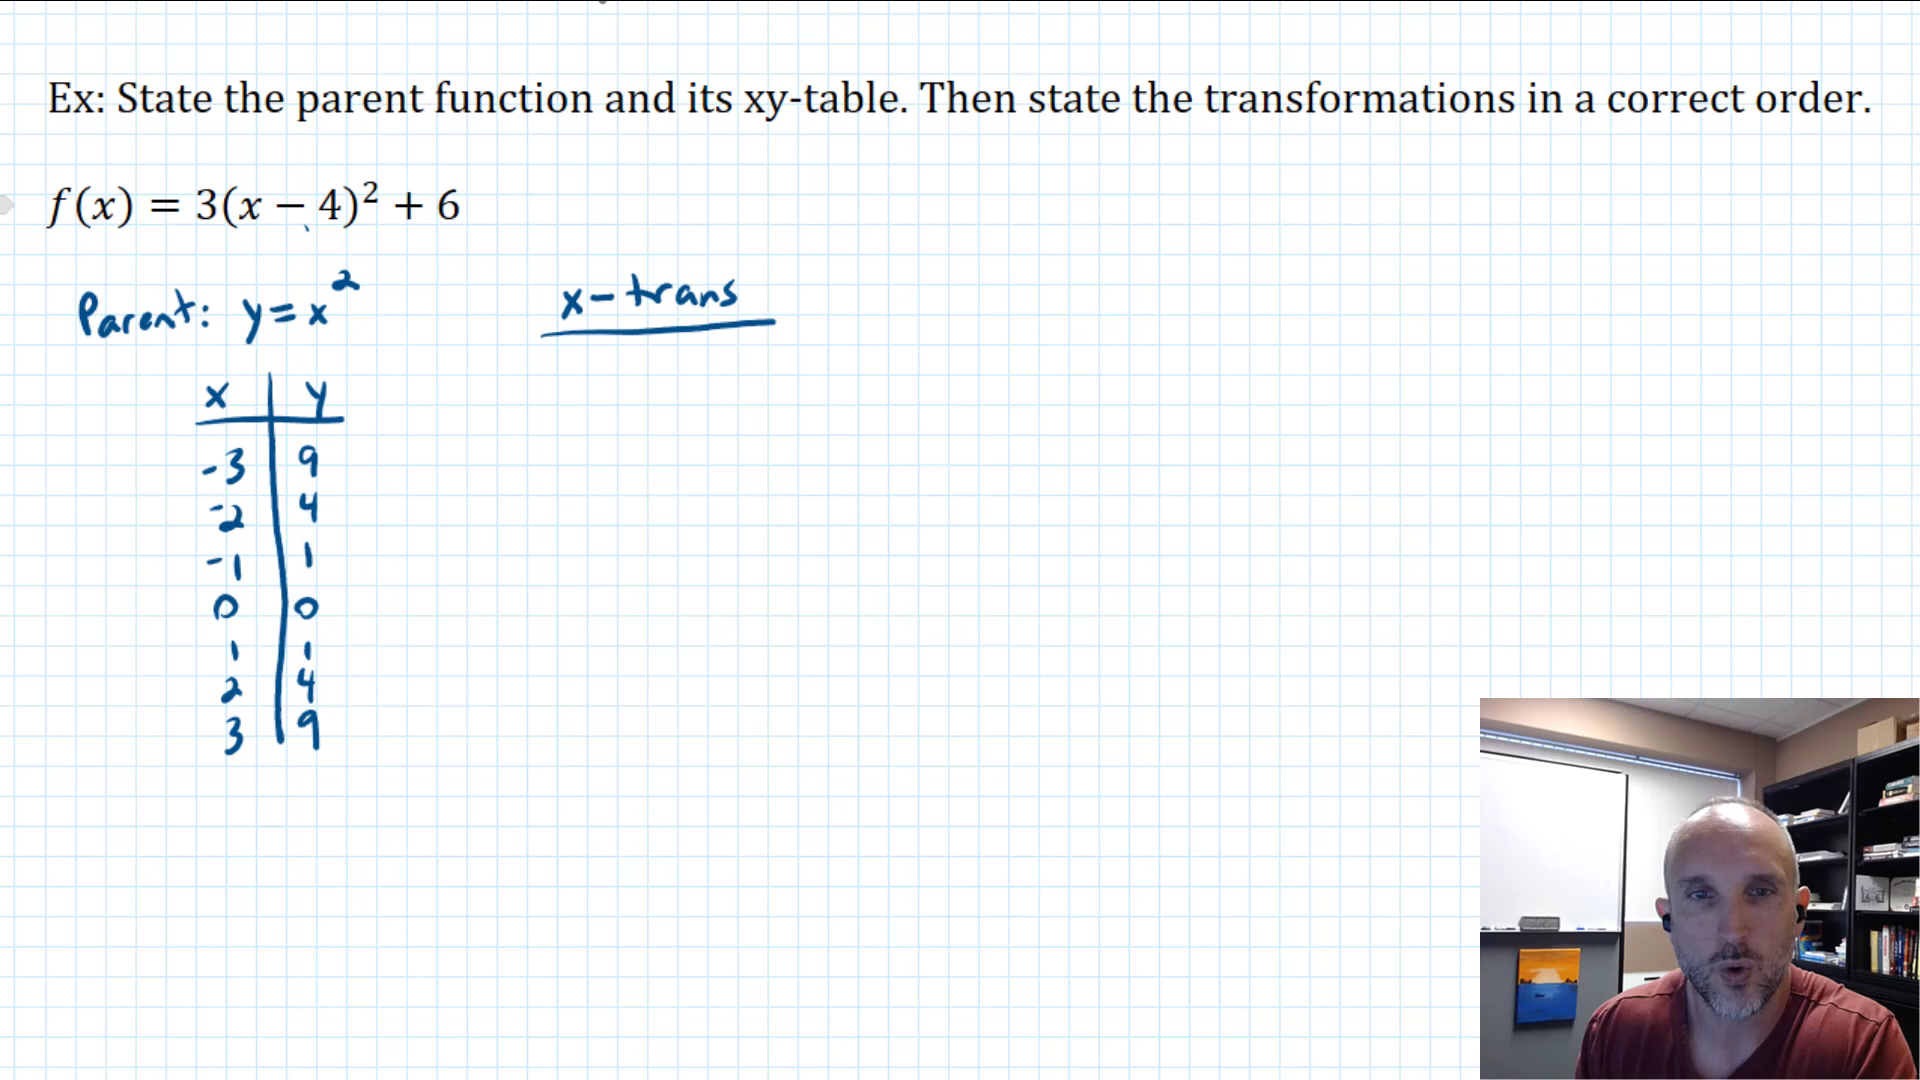 Ex: State the parent function and its xy-table. Then state the transformations in a correct order.
f(x) = 3(x − 4)² + 6
Parent: y = x²
x - trans
x y
-3 9
-2 4
-1 1
0 0
1 1
2 4
3 9